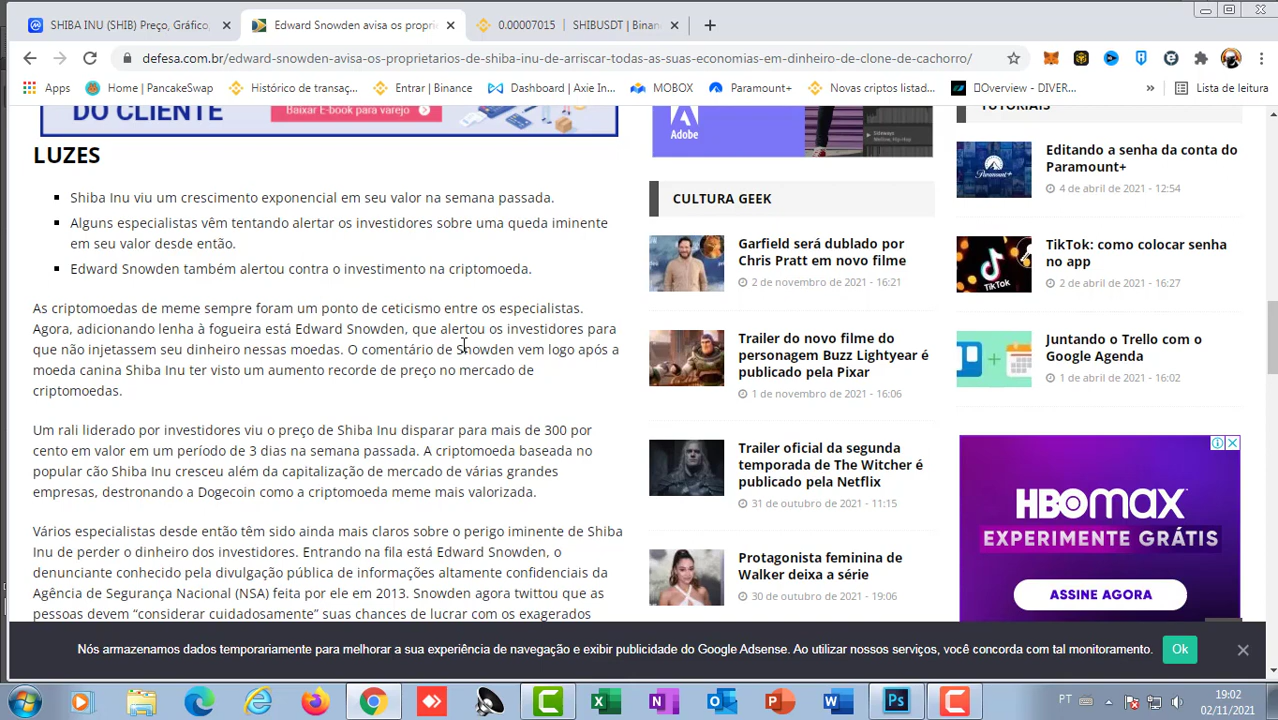 SHIBA INU (SHIB) Preço, Gráfico,
Edward Snowden avisa os proprie
0.00007015 | SHIBUSDT | Binan
defesa.com.br/edward-snowden-avisa-os-proprietarios-de-shiba-inu-de-arriscar-todas-as-suas-economias-em-dinheiro-de-clone-de-cachorro/
Apps
Home | PancakeSwap
Histórico de transaç...
Entrar | Binance
Dashboard | Axie In...
MOBOX
Paramount+
Novas criptos listad...
Overview - DIVER...
Lista de leitura
DO CLIENTE
Baixar E-book para varejo
LUZES
Shiba Inu viu um crescimento exponencial em seu valor na semana passada.
Alguns especialistas vêm tentando alertar os investidores sobre uma queda iminente
em seu valor desde então.
Edward Snowden também alertou contra o investimento na criptomoeda.
As criptomoedas de meme sempre foram um ponto de ceticismo entre os especialistas.
Agora, adicionando lenha à fogueira está Edward Snowden, que alertou os investidores para
que não injetassem seu dinheiro nessas moedas. O comentário de Snowden vem logo após a
moeda canina Shiba Inu ter visto um aumento recorde de preço no mercado de
criptomoedas.
Um rali liderado por investidores viu o preço de Shiba Inu disparar para mais de 300 por
cento em valor em um período de 3 dias na semana passada. A criptomoeda baseada no
popular cão Shiba Inu cresceu além da capitalização de mercado de várias grandes
empresas, destronando a Dogecoin como a criptomoeda meme mais valorizada.
Vários especialistas desde então têm sido ainda mais claros sobre o perigo iminente de Shiba
Inu de perder o dinheiro dos investidores. Entrando na fila está Edward Snowden, o
denunciante conhecido pela divulgação pública de informações altamente confidenciais da
Agência de Segurança Nacional (NSA) feita por ele em 2013. Snowden agora twittou que as
pessoas devem “considerar cuidadosamente” suas chances de lucrar com os exagerados
Adobe
CULTURA GEEK
Garfield será dublado por
Chris Pratt em novo filme
2 de novembro de 2021 - 16:21
Trailer do novo filme do
personagem Buzz Lightyear é
publicado pela Pixar
1 de novembro de 2021 - 16:06
Trailer oficial da segunda
temporada de The Witcher é
publicado pela Netflix
31 de outubro de 2021 - 11:15
Protagonista feminina de
Walker deixa a série
30 de outubro de 2021 - 19:06
TUTORIAIS
Editando a senha da conta do
Paramount+
4 de abril de 2021 - 12:54
TikTok: como colocar senha
no app
2 de abril de 2021 - 16:27
TikTok
Juntando o Trello com o
Google Agenda
1 de abril de 2021 - 16:02
HBOMAX
EXPERIMENTE GRÁTIS
ASSINE AGORA
Nós armazenamos dados temporariamente para melhorar a sua experiência de navegação e exibir publicidade do Google Adsense. Ao utilizar nossos serviços, você concorda com tal monitoramento.
Ok
PT
19:02
02/11/2021